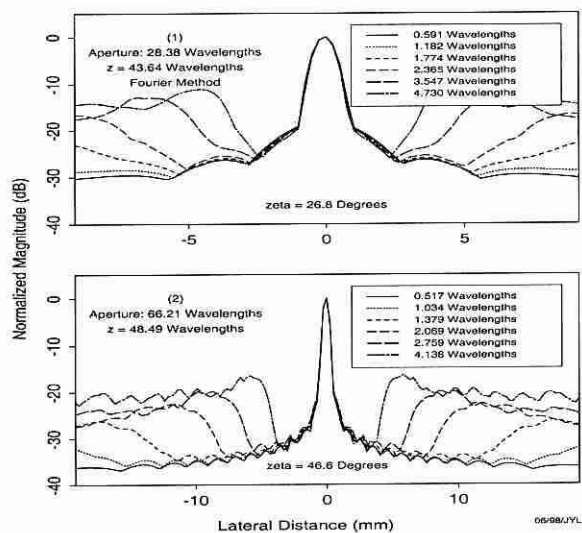 Normalized Magnitude (dB)
0
-10
-20
-30
-40
(1)
Aperture: 28.38 Wavelengths
z = 43.64 Wavelengths
Fourier Method
0.591 Wavelengths
1.182 Wavelengths
1.774 Wavelengths
2.365 Wavelengths
3.547 Wavelengths
4.730 Wavelengths
zeta = 26.8 Degrees
-5
0
5
0
-10
-20
-30
-40
(2)
Aperture: 66.21 Wavelengths
z = 48.49 Wavelengths
0.517 Wavelengths
1.034 Wavelengths
1.379 Wavelengths
2.069 Wavelengths
2.759 Wavelengths
4.138 Wavelengths
zeta = 46.6 Degrees
-10
0
10
Lateral Distance (mm)
06/98/JYL